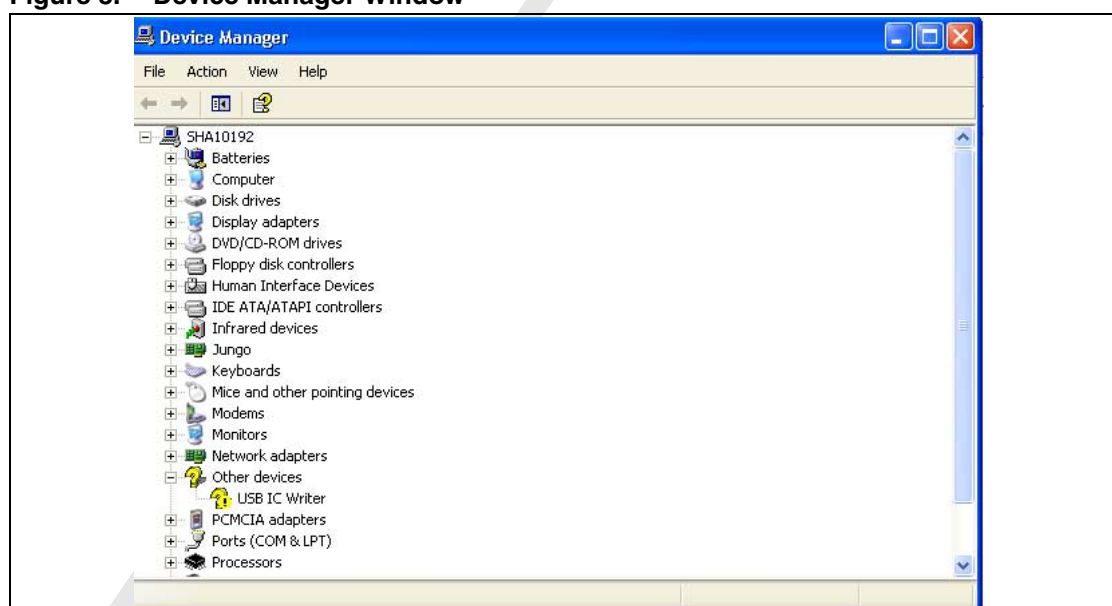 Figure 3. Device Manager Window
Device Manager
File Action View Help
SHA10192
Batteries
Computer
Disk drives
Display adapters
DVD/CD-ROM drives
Floppy disk controllers
Human Interface Devices
IDE ATA/ATAPI controllers
Infrared devices
Jungo
Keyboards
Mice and other pointing devices
Modems
Monitors
Network adapters
Other devices
USB IC Writer
PCMCIA adapters
Ports (COM & LPT)
Processors